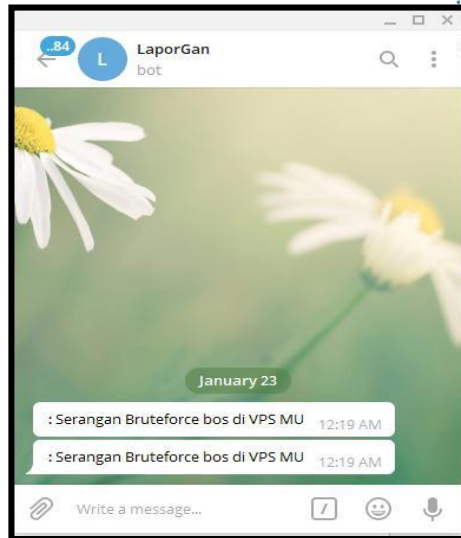 ..84
L
LaporGan
bot
January 23
: Serangan Bruteforce bos di VPS MU 12:19 AM
: Serangan Bruteforce bos di VPS MU 12:19 AM
Write a message...
/